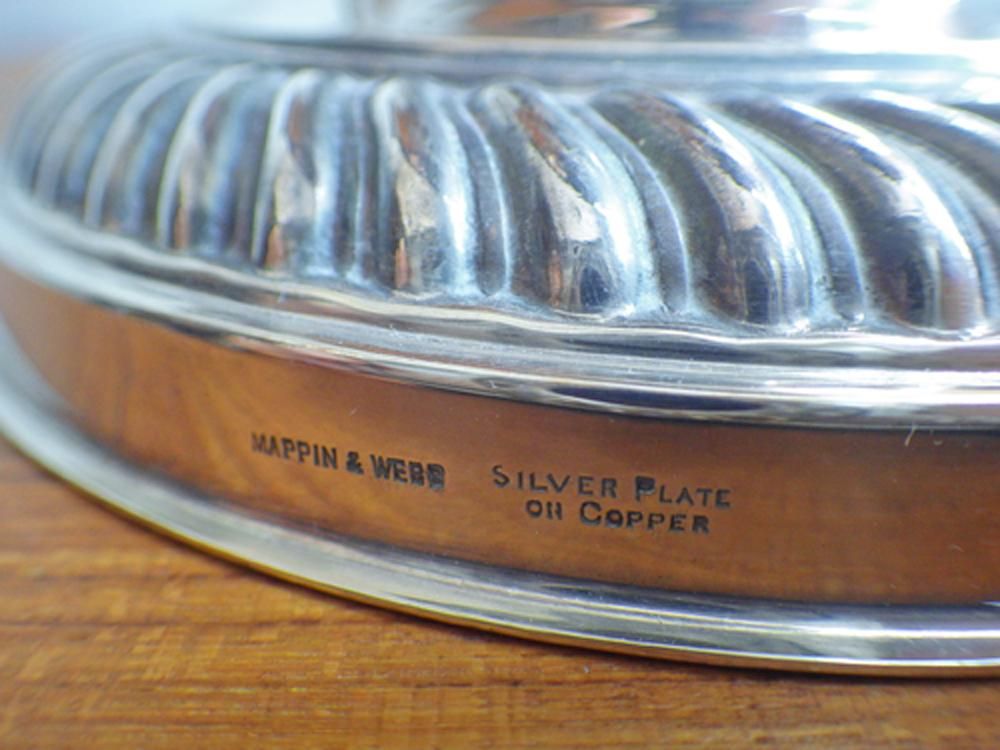 MAPPIN & WEBB
SILVER PLATE
ON COPPER